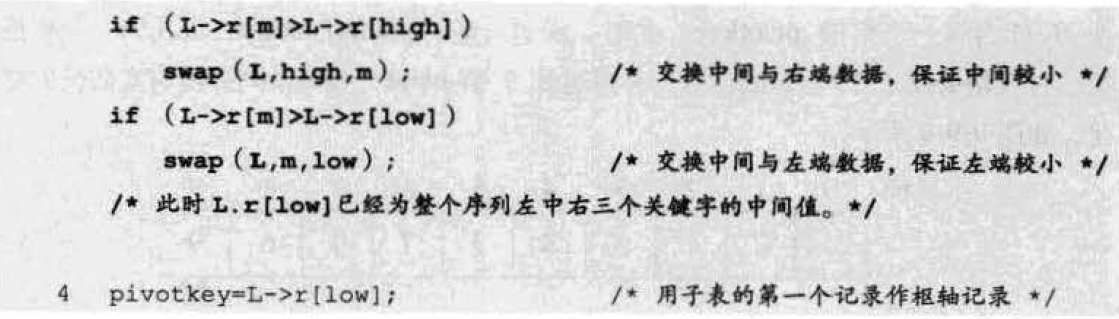 if (L->r[m]>L->r[high])
swap(L,high,m); /* 交换中间与右端数据，保证中间较小 */
if (L->r[m]>L->r[low])
swap(L,m,low); /* 交换中间与左端数据，保证左端较小 */
/* 此时L.r[low]已经为整个序列左中右三个关键字的中间值。*/
4 pivotkey=L->r[low]; /* 用子表的第一个记录作枢轴记录 */